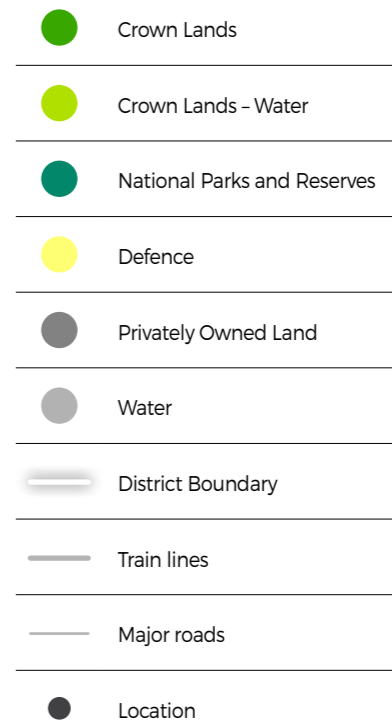 Crown Lands
Crown Lands – Water
National Parks and Reserves
Defence
Privately Owned Land
Water
District Boundary
Train lines
Major roads
Location